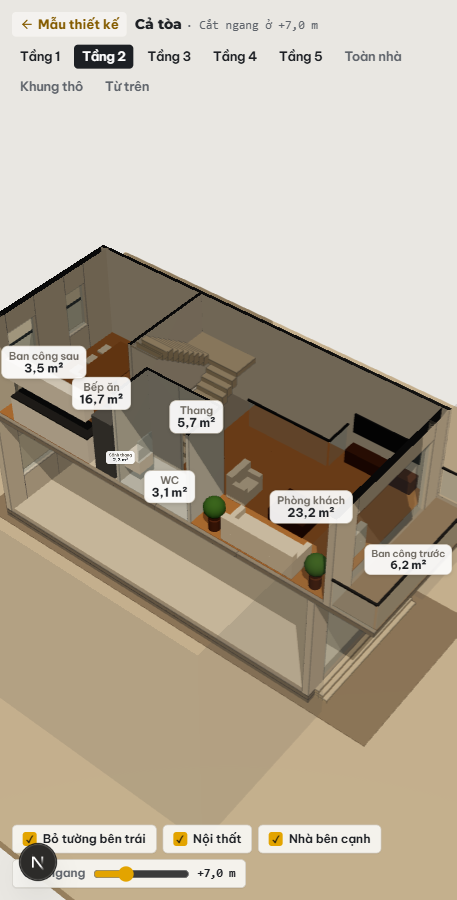 ← Mẫu thiết kế Cả tòa · Cắt ngang ở +7,0 m
Tầng 1 Tầng 2 Tầng 3 Tầng 4 Tầng 5 Toàn nhà
Khung thô Từ trên
Ban công sau
3,5 m²
Bếp ăn
16,7 m²
Thang
5,7 m²
WC
3,1 m²
Phòng khách
23,2 m²
Ban công trước
6,2 m²
Bỏ tường bên trái Nội thất Nhà bên cạnh
N
ngang +7,0 m